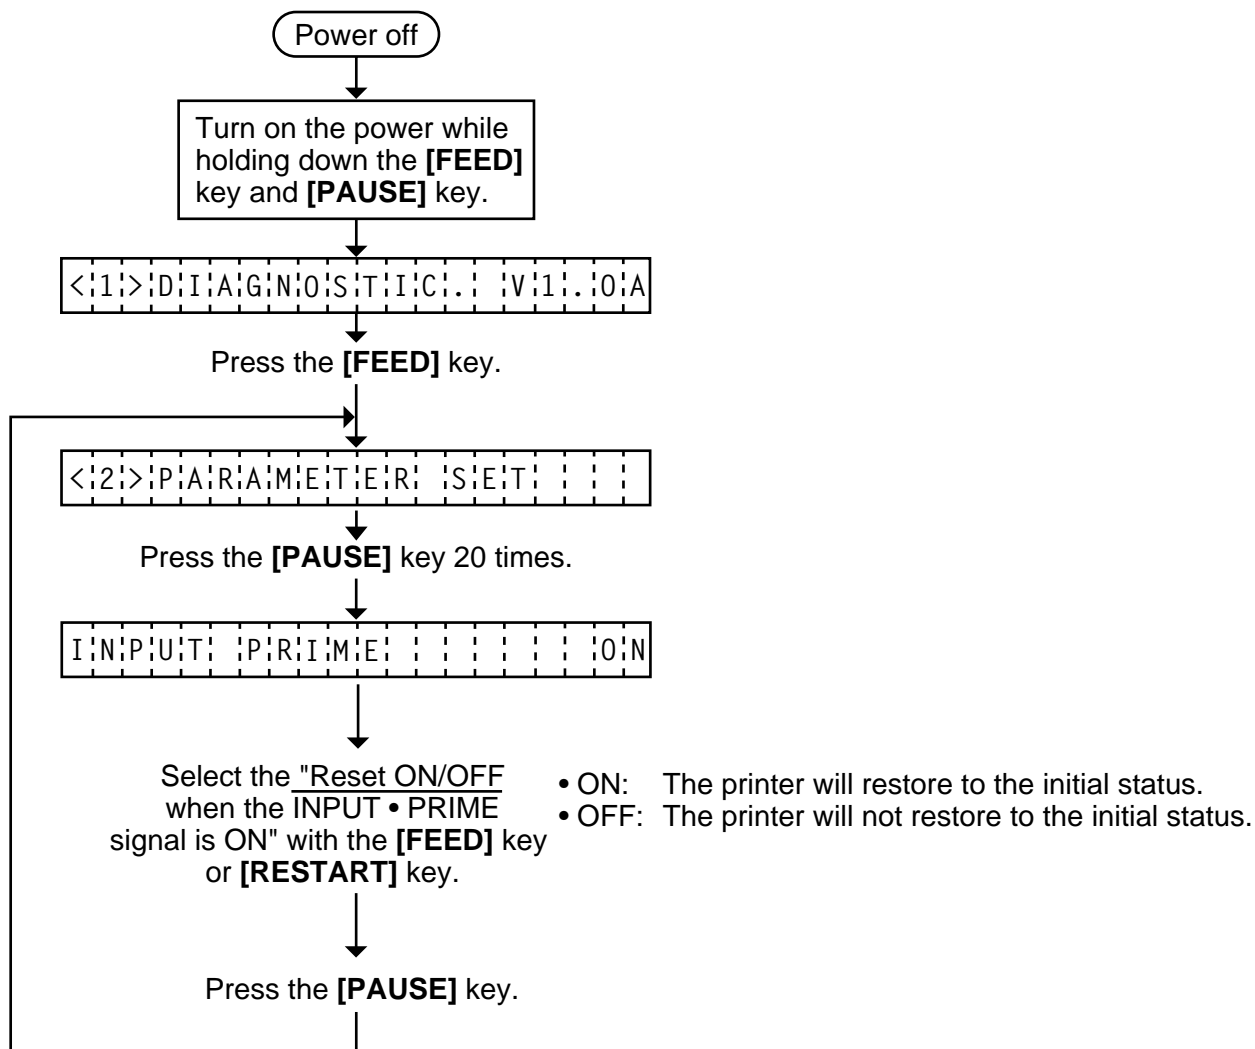 Power off
Turn on the power while
holding down the [FEED]
key and [PAUSE] key.
<1>DIAGNOSTIC. V1.0A
Press the [FEED] key.
<2>PARAMETER SET
Press the [PAUSE] key 20 times.
INPUT PRIME ON
Select the "Reset ON/OFF
when the INPUT • PRIME
signal is ON" with the [FEED] key
or [RESTART] key.
• ON: The printer will restore to the initial status.
• OFF: The printer will not restore to the initial status.
Press the [PAUSE] key.